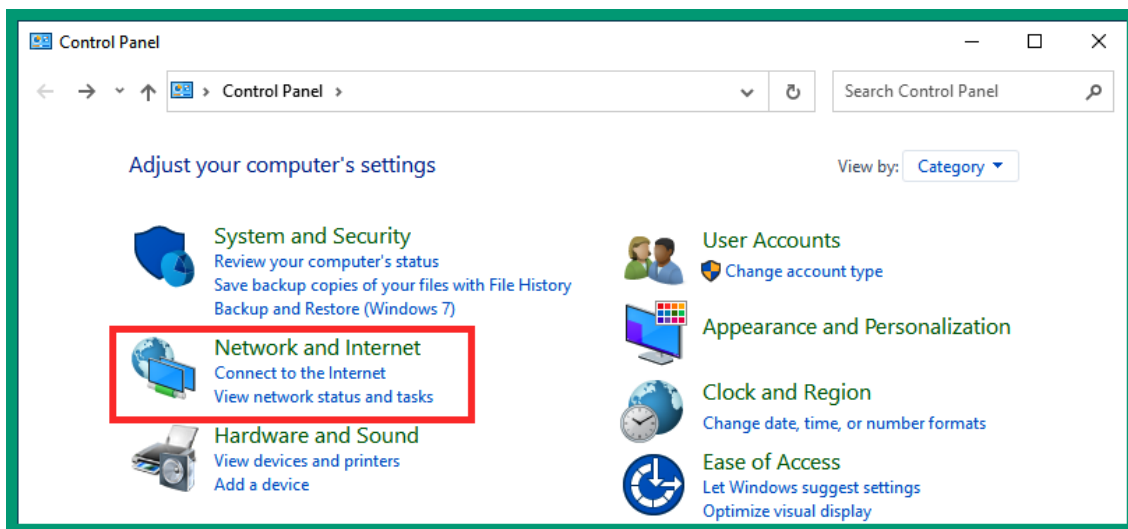 Control Panel
Control Panel
Search Control Panel
Adjust your computer's settings
View by: Category
System and Security
Review your computer's status
Save backup copies of your files with File History
Backup and Restore (Windows 7)
Network and Internet
Connect to the Internet
View network status and tasks
Hardware and Sound
View devices and printers
Add a device
User Accounts
Change account type
Appearance and Personalization
Clock and Region
Change date, time, or number formats
Ease of Access
Let Windows suggest settings
Optimize visual display